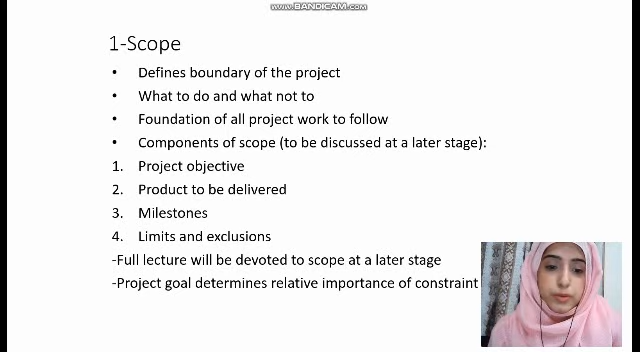 www.BANDICAM.com
1-Scope
• Defines boundary of the project
• What to do and what not to
• Foundation of all project work to follow
• Components of scope (to be discussed at a later stage):
1. Project objective
2. Product to be delivered
3. Milestones
4. Limits and exclusions
-Full lecture will be devoted to scope at a later stage
-Project goal determines relative importance of constraint